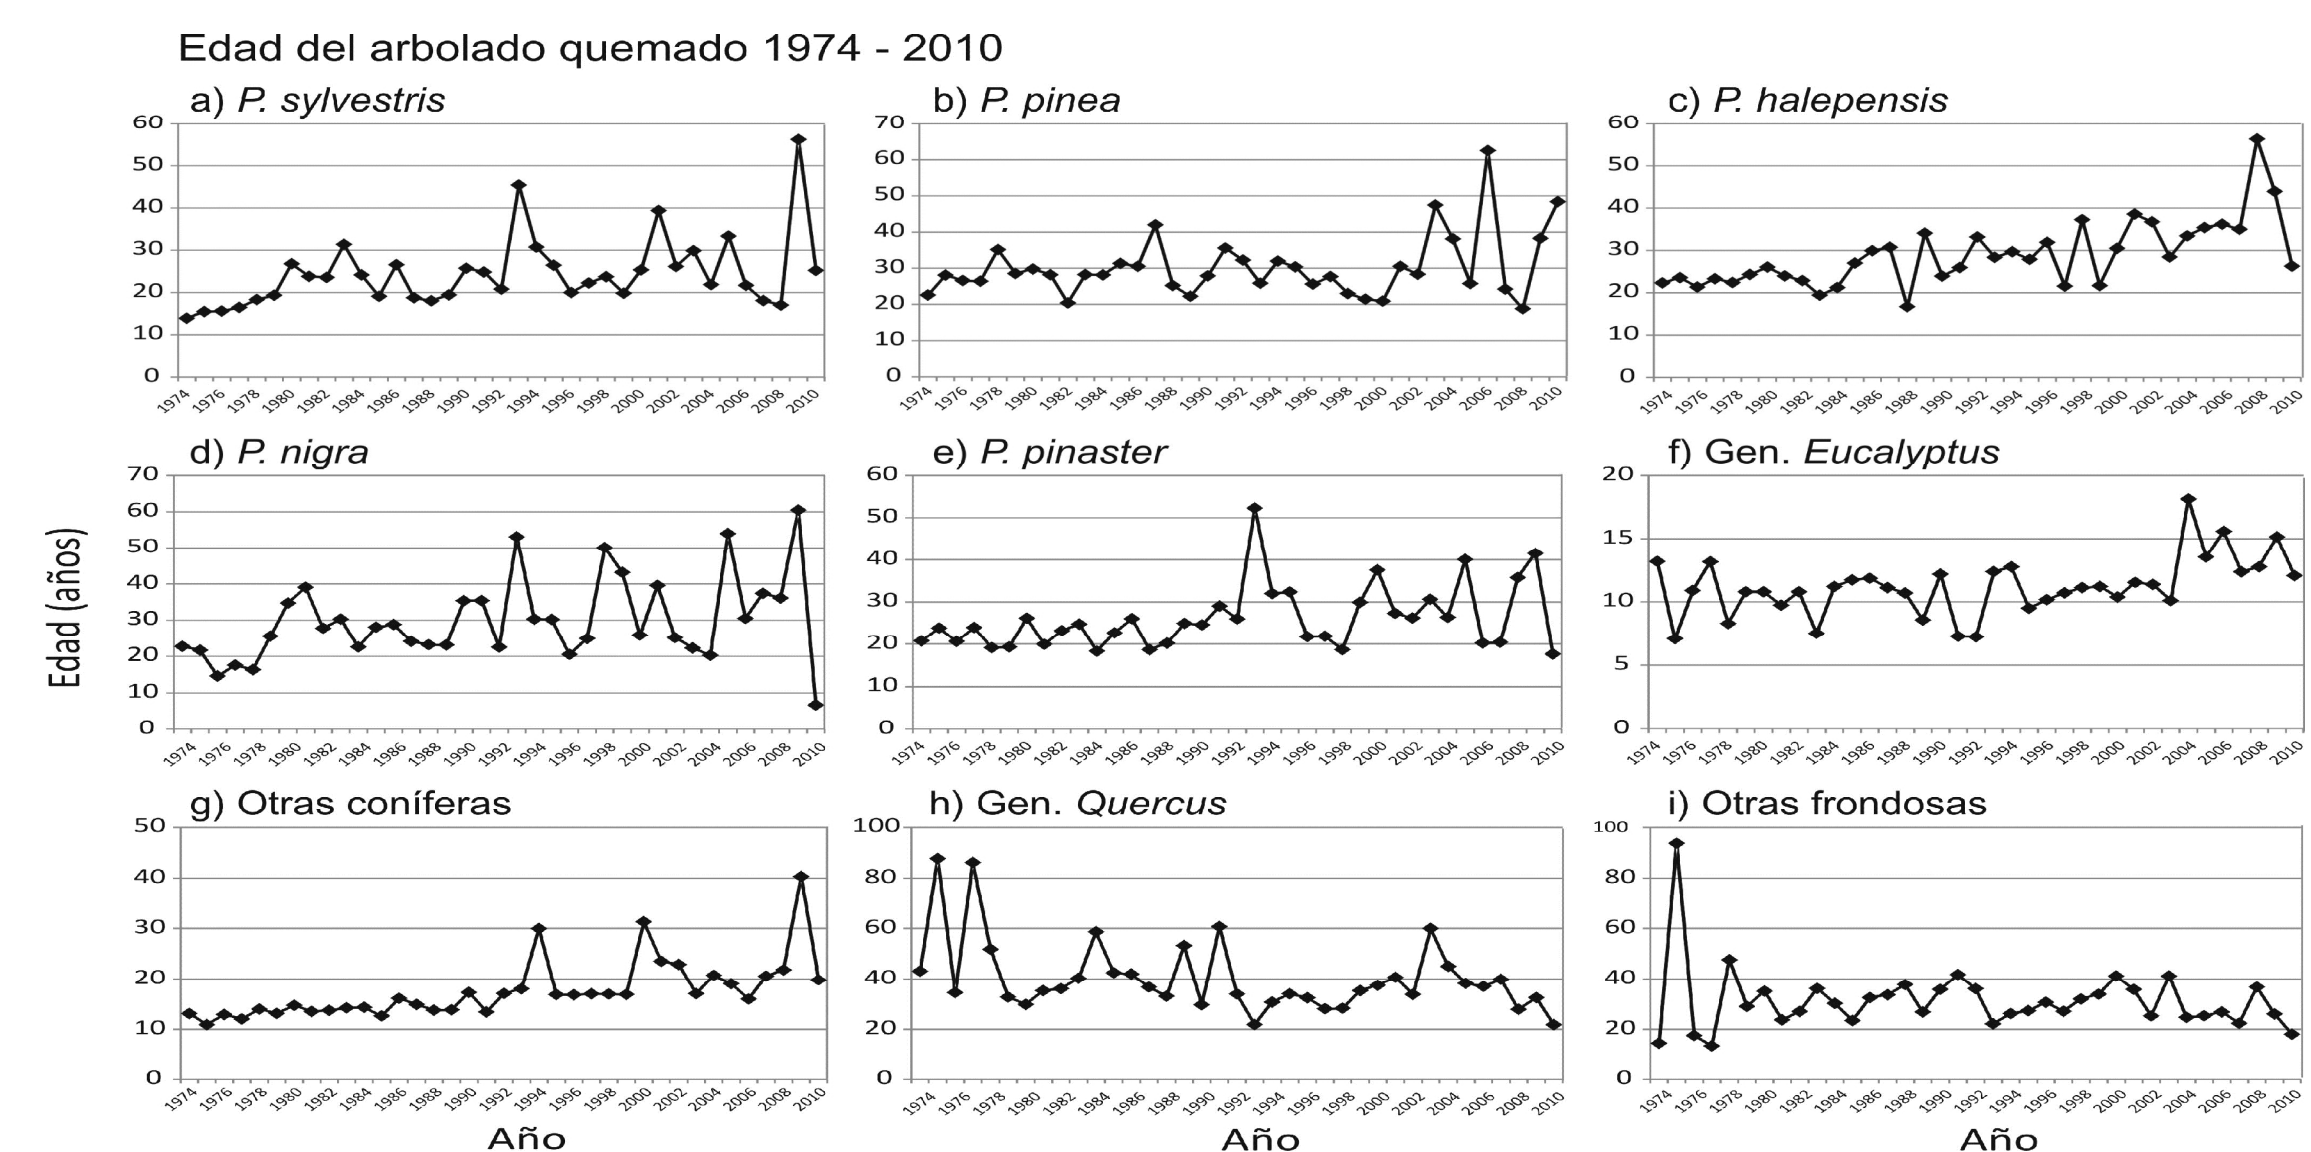 Edad del arbolado quemado 1974 - 2010
a) P. sylvestris
b) P. pinea
c) P. halepensis
60
50
40
30
20
10
0
1974 1976 1978 1980 1982 1984 1986 1988 1990 1992 1994 1996 1998 2000 2002 2004 2006 2008 2010
70
60
50
40
30
20
10
0
1974 1976 1978 1980 1982 1984 1986 1988 1990 1992 1994 1996 1998 2000 2002 2004 2006 2008 2010
60
50
40
30
20
10
0
1974 1976 1978 1980 1982 1984 1986 1988 1990 1992 1994 1996 1998 2000 2002 2004 2006 2008 2010
Edad (años)
d) P. nigra
e) P. pinaster
f) Gen. Eucalyptus
70
60
50
40
30
20
10
0
1974 1976 1978 1980 1982 1984 1986 1988 1990 1992 1994 1996 1998 2000 2002 2004 2006 2008 2010
60
50
40
30
20
10
0
1974 1976 1978 1980 1982 1984 1986 1988 1990 1992 1994 1996 1998 2000 2002 2004 2006 2008 2010
20
15
10
5
0
1974 1976 1978 1980 1982 1984 1986 1988 1990 1992 1994 1996 1998 2000 2002 2004 2006 2008 2010
g) Otras coníferas
h) Gen. Quercus
i) Otras frondosas
50
40
30
20
10
0
1974 1976 1978 1980 1982 1984 1986 1988 1990 1992 1994 1996 1998 2000 2002 2004 2006 2008 2010
Año
100
80
60
40
20
0
1974 1976 1978 1980 1982 1984 1986 1988 1990 1992 1994 1996 1998 2000 2002 2004 2006 2008 2010
Año
100
80
60
40
20
0
1974 1976 1978 1980 1982 1984 1986 1988 1990 1992 1994 1996 1998 2000 2002 2004 2006 2008 2010
Año